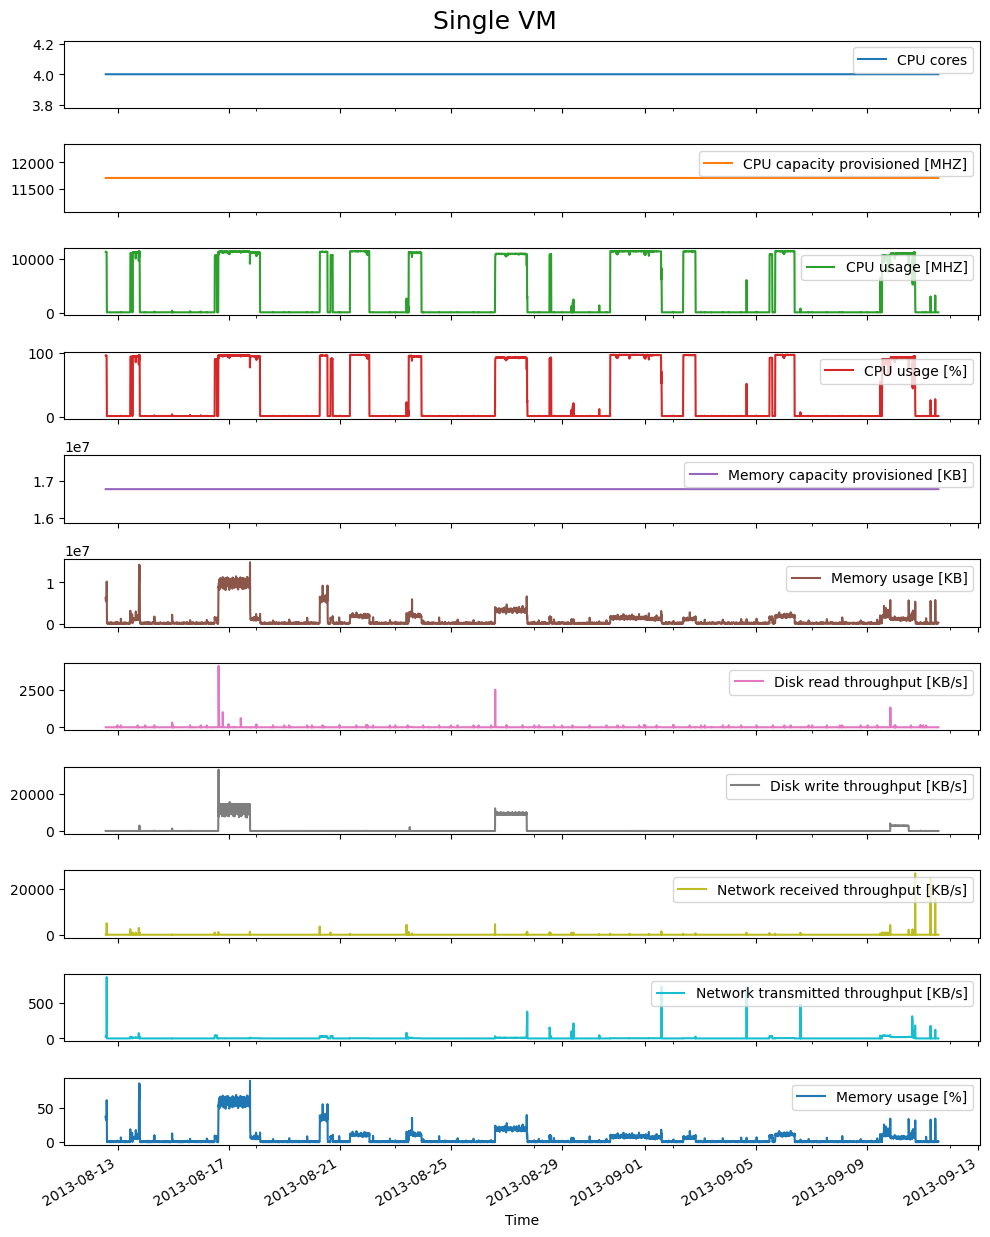 Single VM
4.2
4.0
3.8
CPU cores
12000
11500
CPU capacity provisioned [MHZ]
10000
0
CPU usage [MHZ]
100
0
CPU usage [%]
1e7
1.7
1.6
Memory capacity provisioned [KB]
1e7
1
0
Memory usage [KB]
2500
0
Disk read throughput [KB/s]
20000
0
Disk write throughput [KB/s]
20000
0
Network received throughput [KB/s]
500
0
Network transmitted throughput [KB/s]
50
0
Memory usage [%]
2013-08-13
2013-08-17
2013-08-21
2013-08-25
2013-08-29
2013-09-01
2013-09-05
2013-09-09
2013-09-13
Time